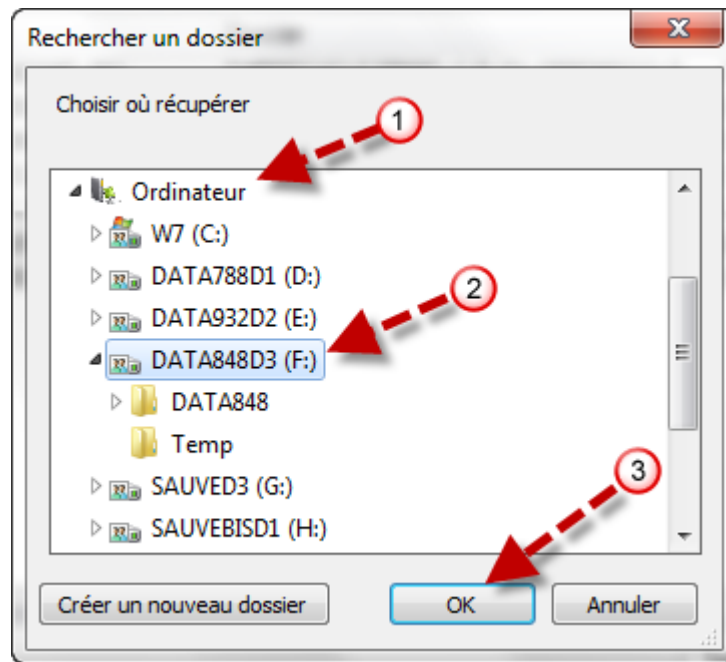 Rechercher un dossier
Choisir où récupérer
1
Ordinateur
W7 (C:)
DATA788D1 (D:)
2
DATA932D2 (E:)
DATA848D3 (F:)
DATA848
Temp
3
SAUVED3 (G:)
SAUVEBISD1 (H:)
Créer un nouveau dossier
OK
Annuler